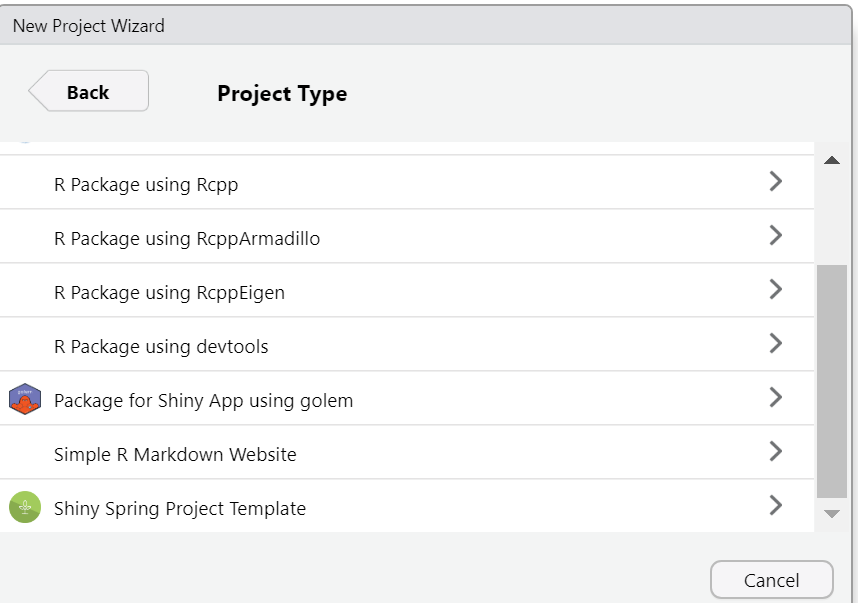 New Project Wizard
Back
Project Type
R Package using Rcpp
R Package using RcppArmadillo
R Package using RcppEigen
R Package using devtools
Package for Shiny App using golem
Simple R Markdown Website
Shiny Spring Project Template
Cancel